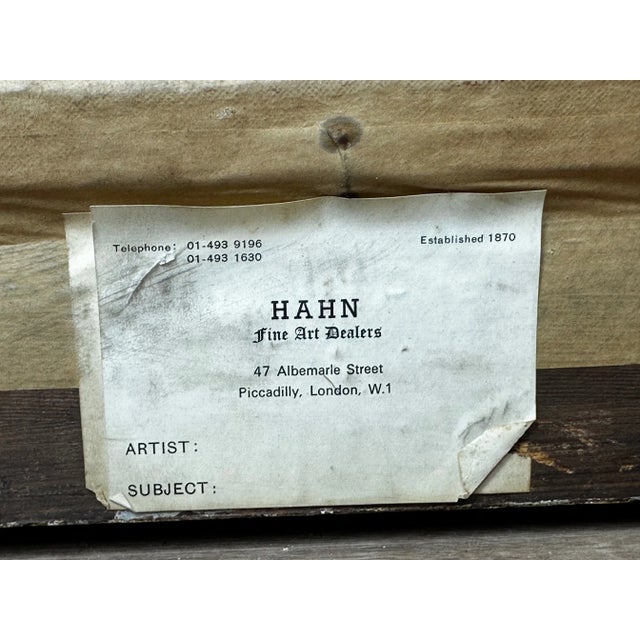 Telephone: 01-493 9196
01-493 1630
Established 1870
HAHN
Fine Art Dealers
47 Albemarle Street
Piccadilly, London, W.1
ARTIST:
SUBJECT: